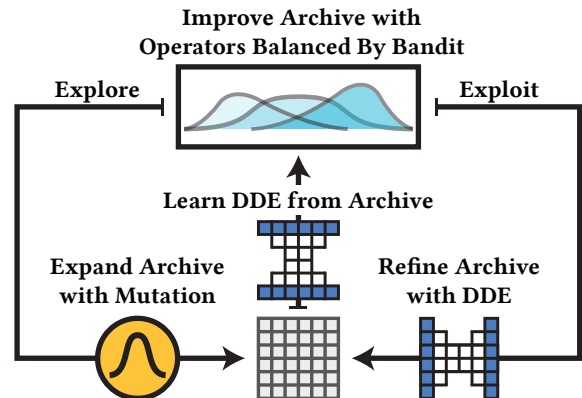 Improve Archive with
Operators Balanced By Bandit
Explore
Exploit
Learn DDE from Archive
Expand Archive
with Mutation
Refine Archive
with DDE